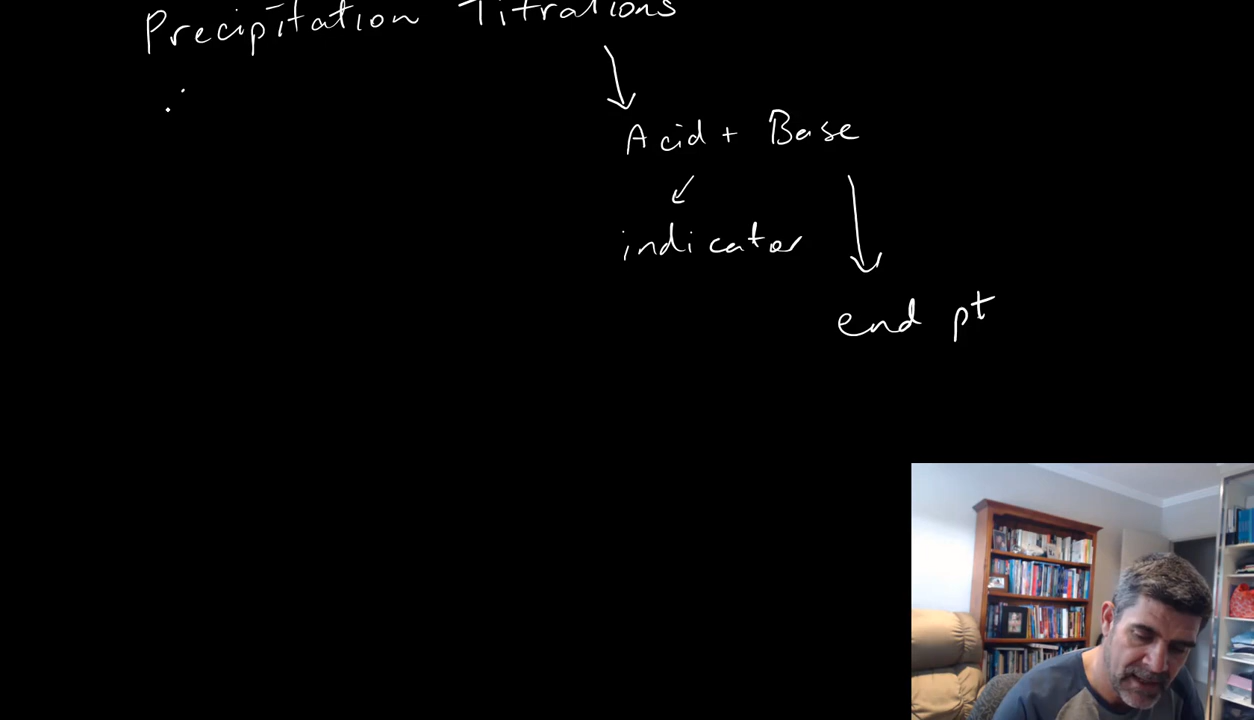 Precipitation Titrations
Acid + Base
indicator
end pt